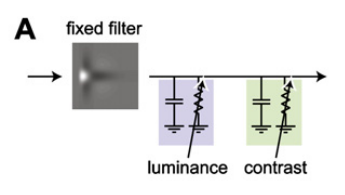 A
fixed filter
luminance contrast